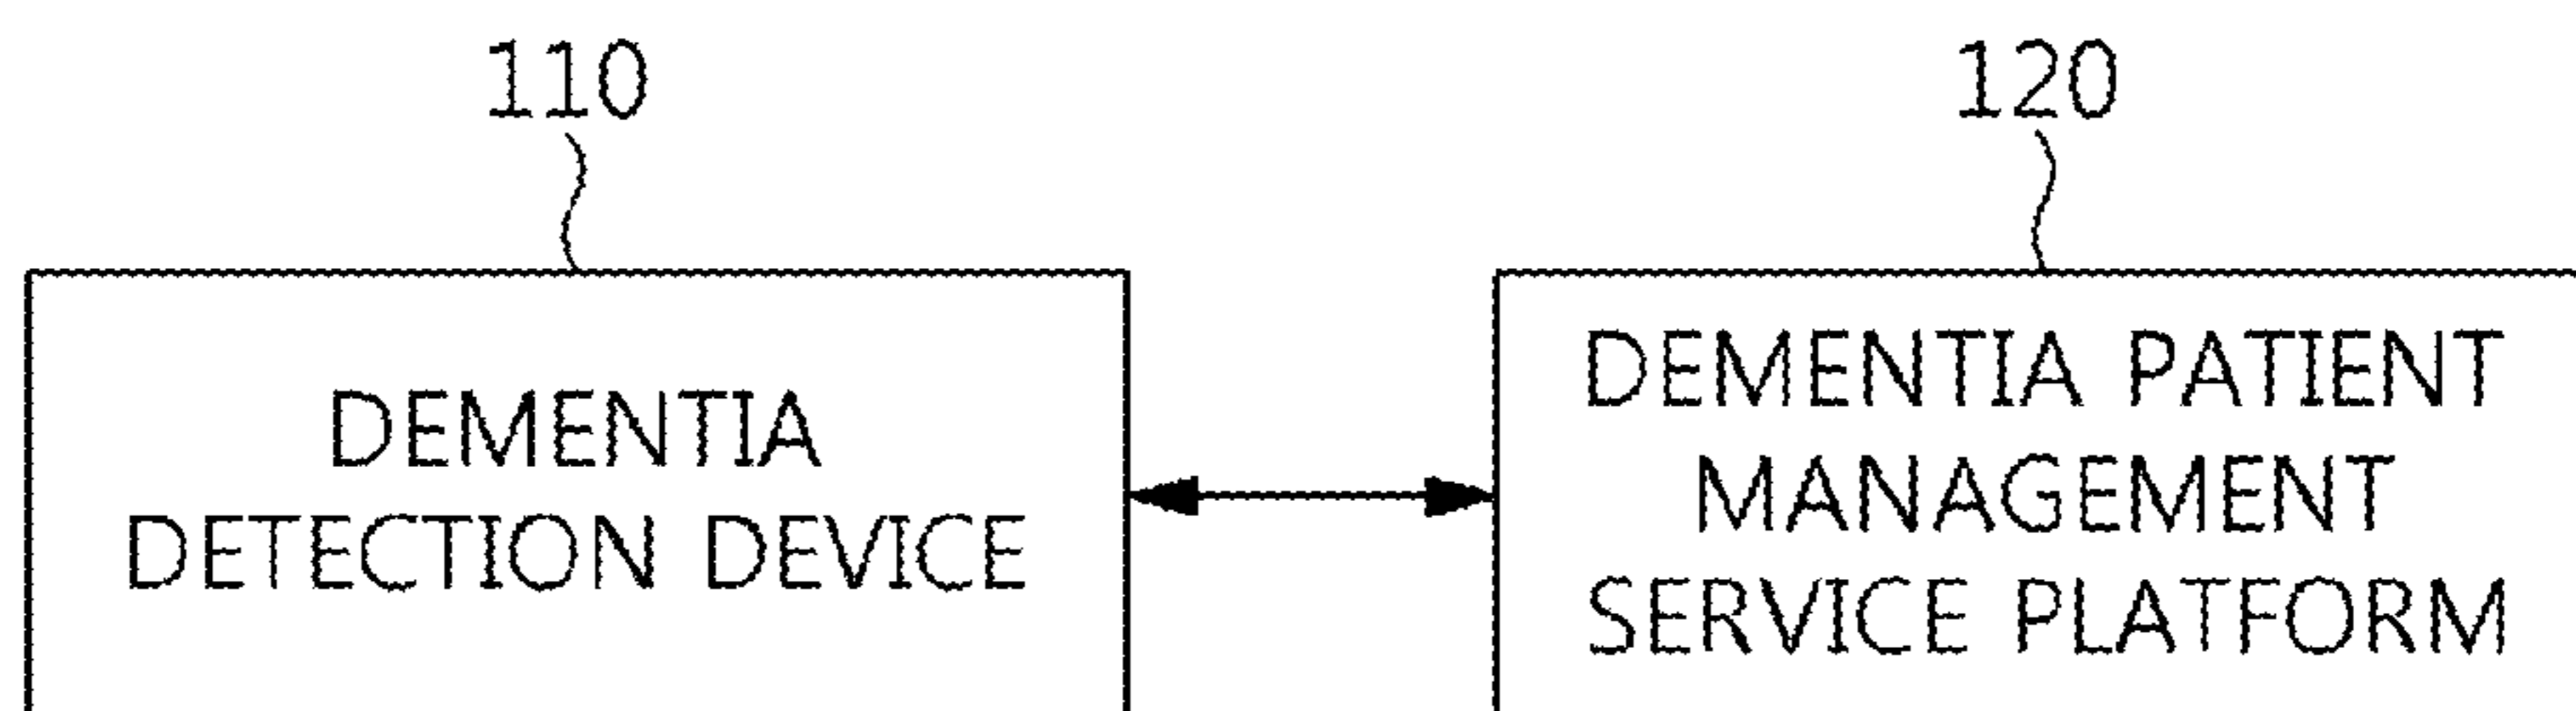 110
120
DEMENTIA
DETECTION DEVICE
DEMENTIA PATIENT
MANAGEMENT
SERVICE PLATFORM